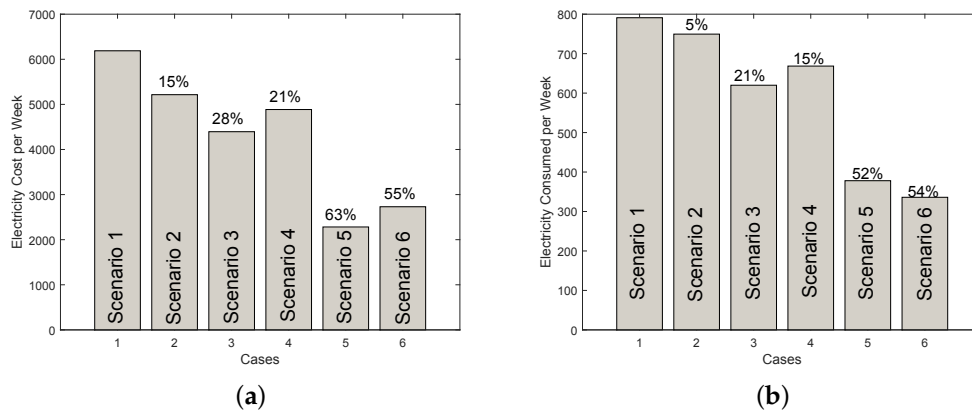 7000
6000
5000
4000
3000
2000
1000
0
Electricity Cost per Week
15%
28%
21%
63%
55%
Scenario 1
Scenario 2
Scenario 3
Scenario 4
Scenario 5
Scenario 6
1 2 3 4 5 6
Cases
(a)
800
700
600
500
400
300
200
100
0
Electricity Consumed per Week
5%
21%
15%
52%
54%
Scenario 1
Scenario 2
Scenario 3
Scenario 4
Scenario 5
Scenario 6
1 2 3 4 5 6
Cases
(b)